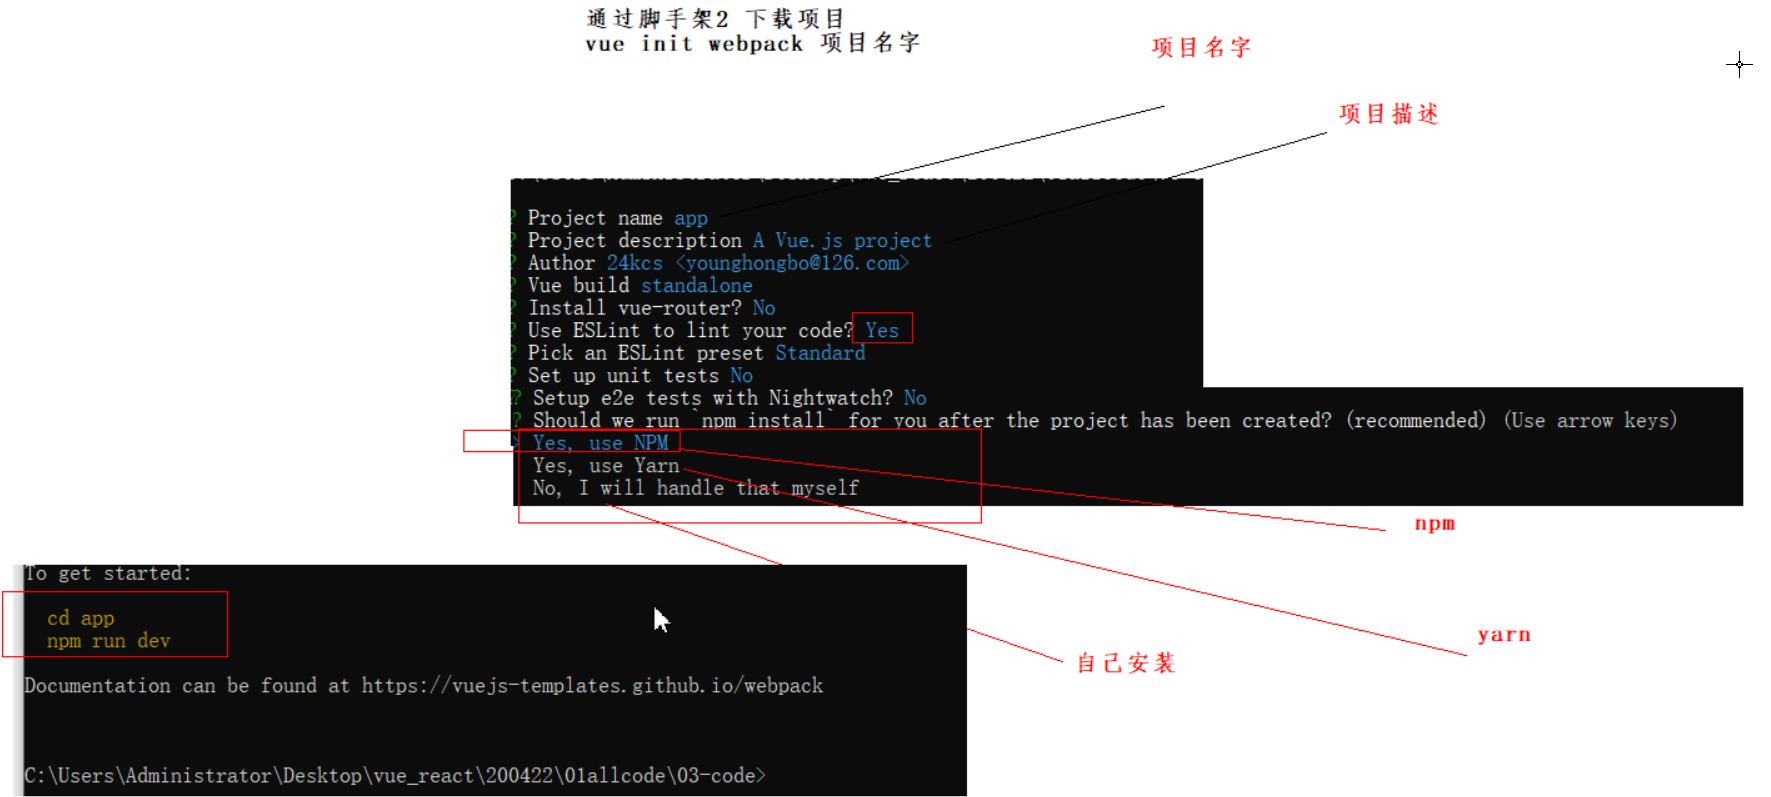 通过脚手架2 下载项目
vue init webpack 项目名字
项目名字
项目描述
? Project name app
? Project description A Vue.js project
? Author 24kcs <younghongbo@126.com>
? Vue build standalone
? Install vue-router? No
? Use ESLint to lint your code? Yes
? Pick an ESLint preset Standard
? Set up unit tests No
? Setup e2e tests with Nightwatch? No
? Should we run `npm install` for you after the project has been created? (recommended) (Use arrow keys)
> Yes, use NPM
Yes, use Yarn
No, I will handle that myself
npm
yarn
自己安装
To get started:
cd app
npm run dev
Documentation can be found at https://vuejs-templates.github.io/webpack
C:\Users\Administrator\Desktop\vue_react\200422\01allcode\03-code>